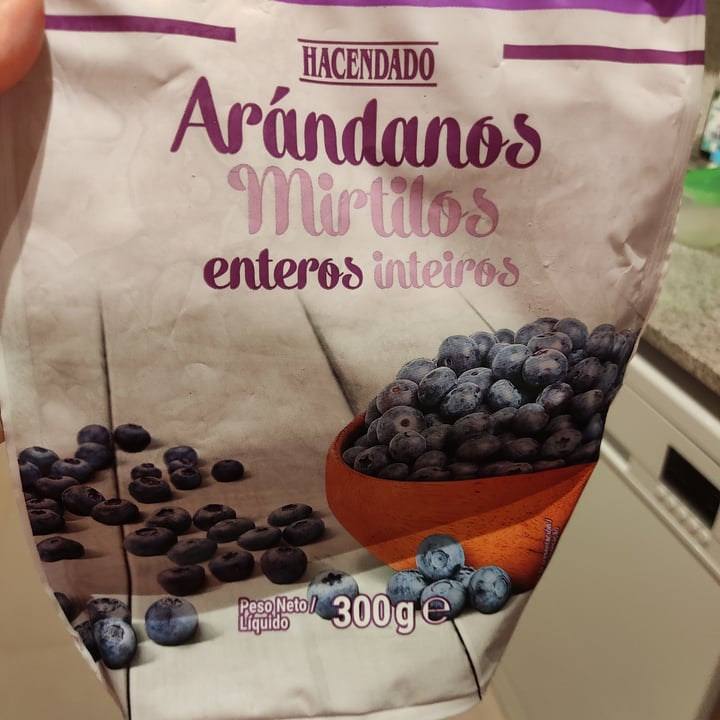 HACENDADO
Arándanos
Mirtilos
enteros inteiros
Peso Neto/
Líquido 300g e